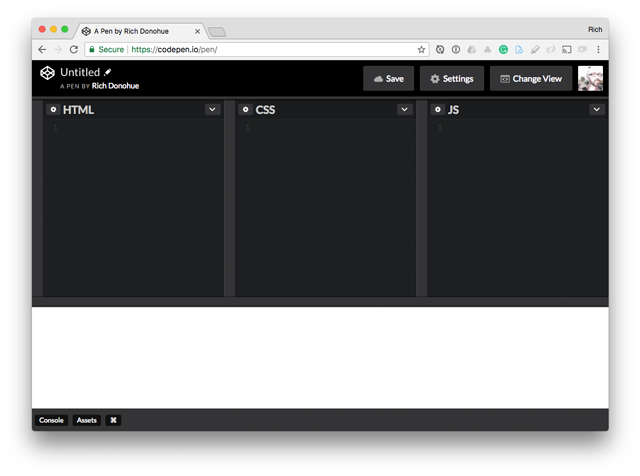 A Pen by Rich Donohue
Rich
Secure https://codepen.io/pen/
Untitled
A PEN BY Rich Donohue
Save
Settings
Change View
HTML
CSS
JS
1
1
1
Console
Assets
⌘